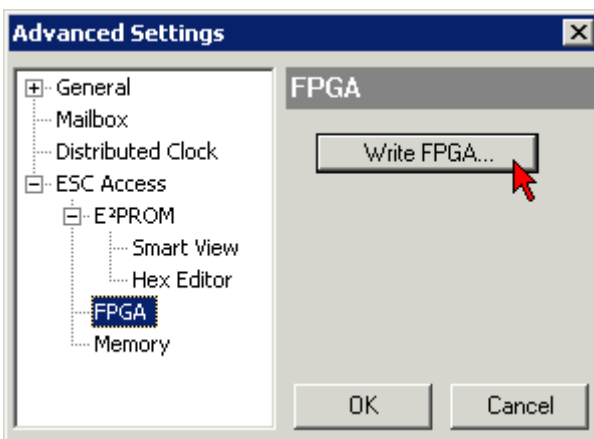 Advanced Settings
General
Mailbox
Distributed Clock
ESC Access
E²PROM
Smart View
Hex Editor
FPGA
Memory
FPGA
Write FPGA...
OK
Cancel